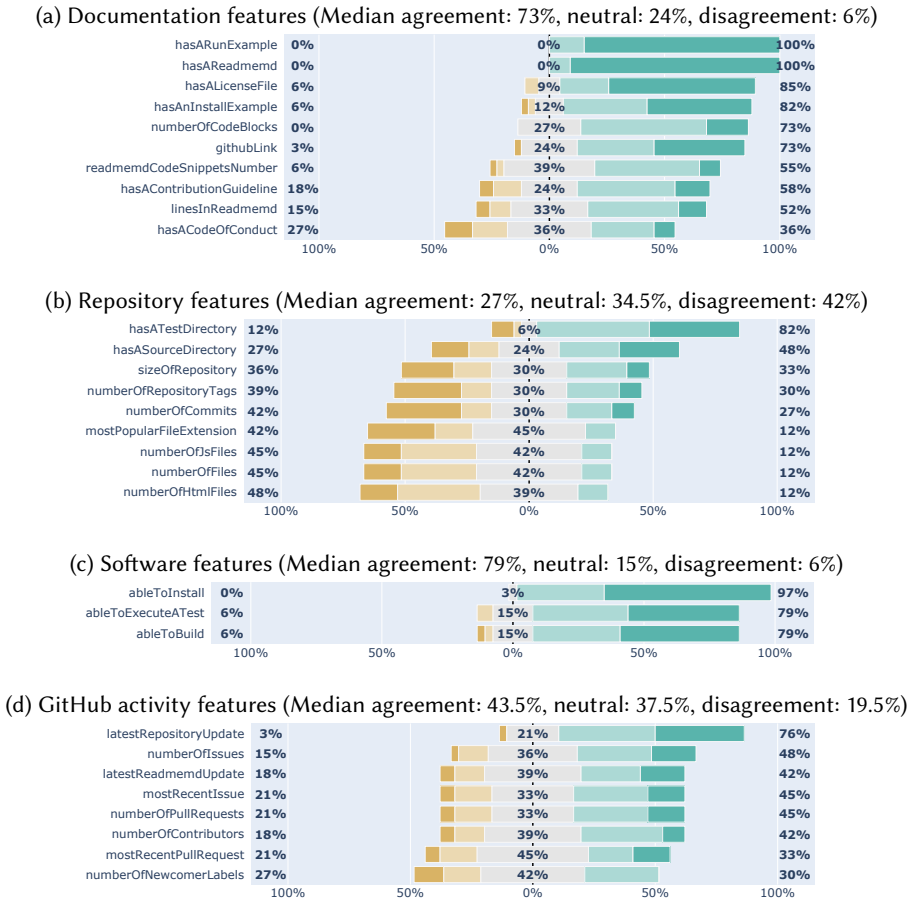 (a) Documentation features (Median agreement: 73%, neutral: 24%, disagreement: 6%)
hasARunExample 0% 0% 100%
hasAReadmemd 0% 0% 100%
hasALicenseFile 6% 9% 85%
hasAnInstallExample 6% 12% 82%
numberOfCodeBlocks 0% 27% 73%
githubLink 3% 24% 73%
readmemdCodeSnippetsNumber 6% 39% 55%
hasAContributionGuideline 18% 24% 58%
linesInReadmemd 15% 33% 52%
hasACodeOfConduct 27% 36% 36%
100% 50% 0% 50% 100%
(b) Repository features (Median agreement: 27%, neutral: 34.5%, disagreement: 42%)
hasATestDirectory 12% 6% 82%
hasASourceDirectory 27% 24% 48%
sizeOfRepository 36% 30% 33%
numberOfRepositoryTags 39% 30% 30%
numberOfCommits 42% 30% 27%
mostPopularFileExtension 42% 45% 12%
numberOfJsFiles 45% 42% 12%
numberOfFiles 45% 42% 12%
numberOfHtmlFiles 48% 39% 12%
100% 50% 0% 50% 100%
(c) Software features (Median agreement: 79%, neutral: 15%, disagreement: 6%)
ableToInstall 0% 3% 97%
ableToExecuteATest 6% 15% 79%
ableToBuild 6% 15% 79%
100% 50% 0% 50% 100%
(d) GitHub activity features (Median agreement: 43.5%, neutral: 37.5%, disagreement: 19.5%)
latestRepositoryUpdate 3% 21% 76%
numberOfIssues 15% 36% 48%
latestReadmemdUpdate 18% 39% 42%
mostRecentIssue 21% 33% 45%
numberOfPullRequests 21% 33% 45%
numberOfContributors 18% 39% 42%
mostRecentPullRequest 21% 45% 33%
numberOfNewcomerLabels 27% 42% 30%
100% 50% 0% 50% 100%